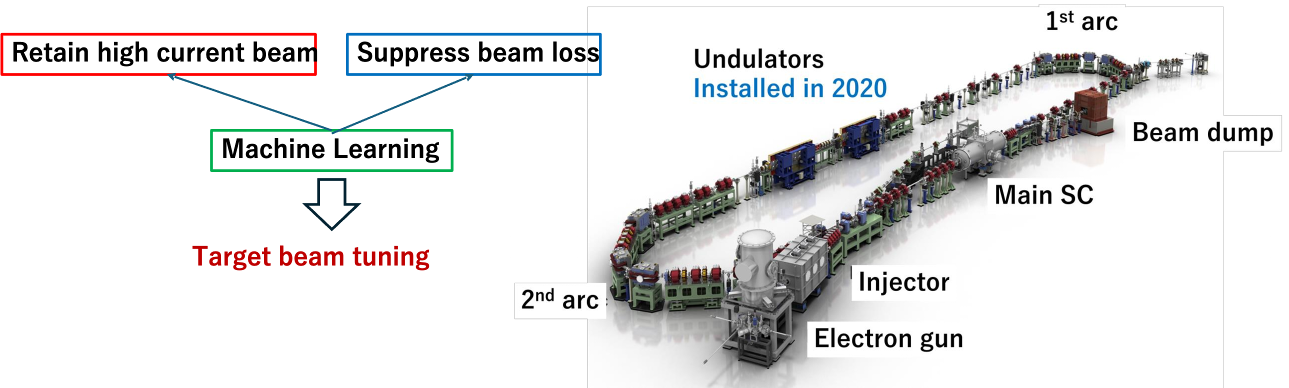 Retain high current beam
Suppress beam loss
Machine Learning
Target beam tuning
1st arc
Undulators
Installed in 2020
Beam dump
Main SC
Injector
2nd arc
Electron gun